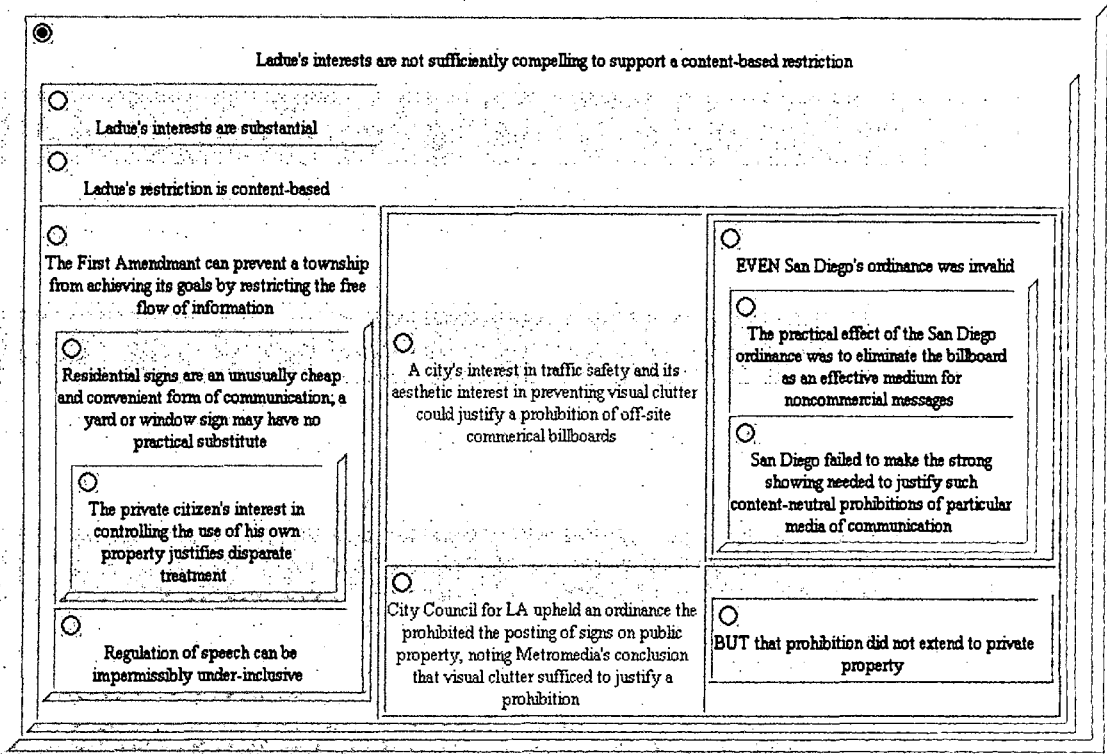 Ladue's interests are not sufficiently compelling to support a content-based restriction
Ladue's interests are substantial
Ladue's restriction is content-based
The First Amendmant can prevent a township
from achieving its goals by restricting the free
flow of information
Residential signs are an unusually cheap
and convenient form of communication; a
yard or window sign may have no
practical substitute
The private citizen's interest in
controlling the use of his own
property justifies disparate
treatment
Regulation of speech can be
impermissibly under-inclusive
A city's interest in traffic safety and its
aesthetic interest in preventing visual clutter
could justify a prohibition of off-site
commerical billboards
City Council for LA upheld an ordinance the
prohibited the posting of signs on public
property, noting Metromedia's conclusion
that visual clutter sufficed to justify a
prohibition
EVEN San Diego's ordinance was invalid
The practical effect of the San Diego
ordinance was to eliminate the billboard
as an effective medium for
noncommercial messages
San Diego failed to make the strong
showing needed to justify such
content-neutral prohibitions of particular
media of communication
BUT that prohibition did not extend to private
property